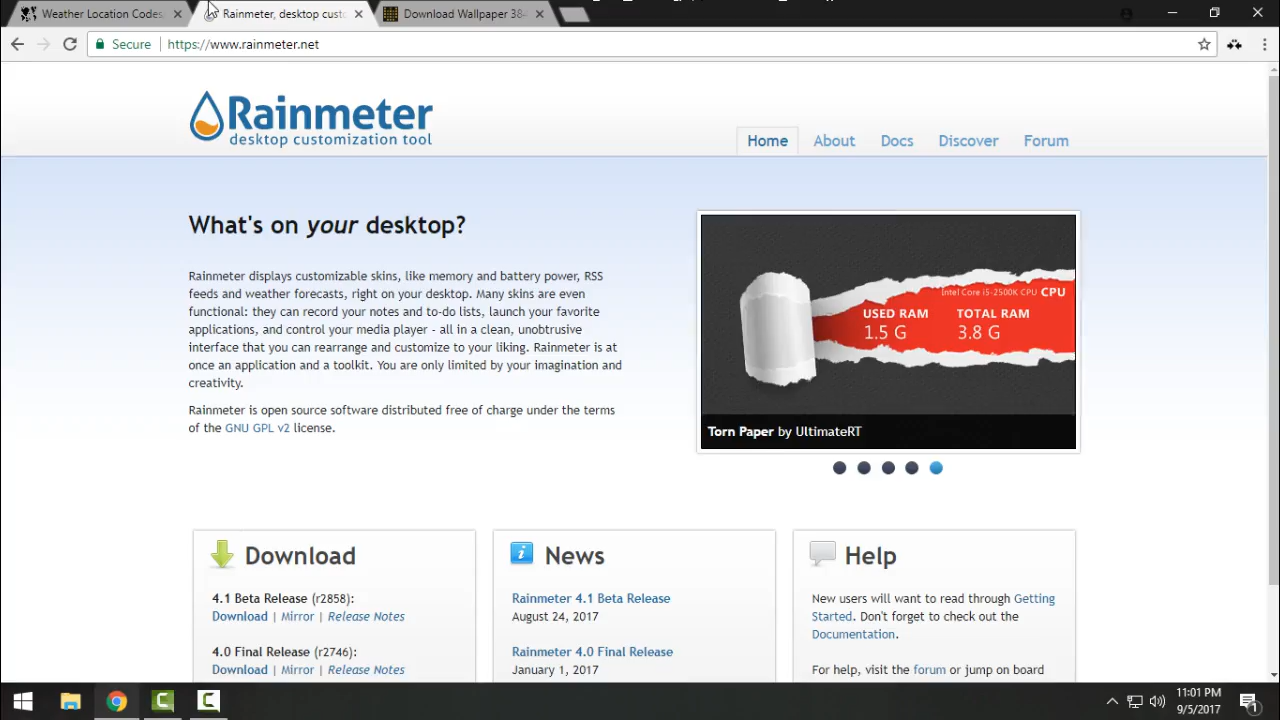 Weather Location Codes
Rainmeter, desktop custo
Download Wallpaper 38
Secure
https://www.rainmeter.net
Rainmeter
desktop customization tool
Home
About
Docs
Discover
Forum
What's on your desktop?
Rainmeter displays customizable skins, like memory and battery power, RSS
feeds and weather forecasts, right on your desktop. Many skins are even
functional: they can record your notes and to-do lists, launch your favorite
applications, and control your media player - all in a clean, unobtrusive
interface that you can rearrange and customize to your liking. Rainmeter is at
once an application and a toolkit. You are only limited by your imagination and
creativity.
Rainmeter is open source software distributed free of charge under the terms
of the GNU GPL v2 license.
Intel Core i5-2500K CPU CPU
USED RAM
TOTAL RAM
1.5 G
3.8 G
Torn Paper by UltimateRT
Download
4.1 Beta Release (r2858):
Download | Mirror | Release Notes
4.0 Final Release (r2746):
Download | Mirror | Release Notes
News
Rainmeter 4.1 Beta Release
August 24, 2017
Rainmeter 4.0 Final Release
January 1, 2017
Help
New users will want to read through Getting
Started. Don't forget to check out the
Documentation.
For help, visit the forum or jump on board
11:01 PM
9/5/2017
1